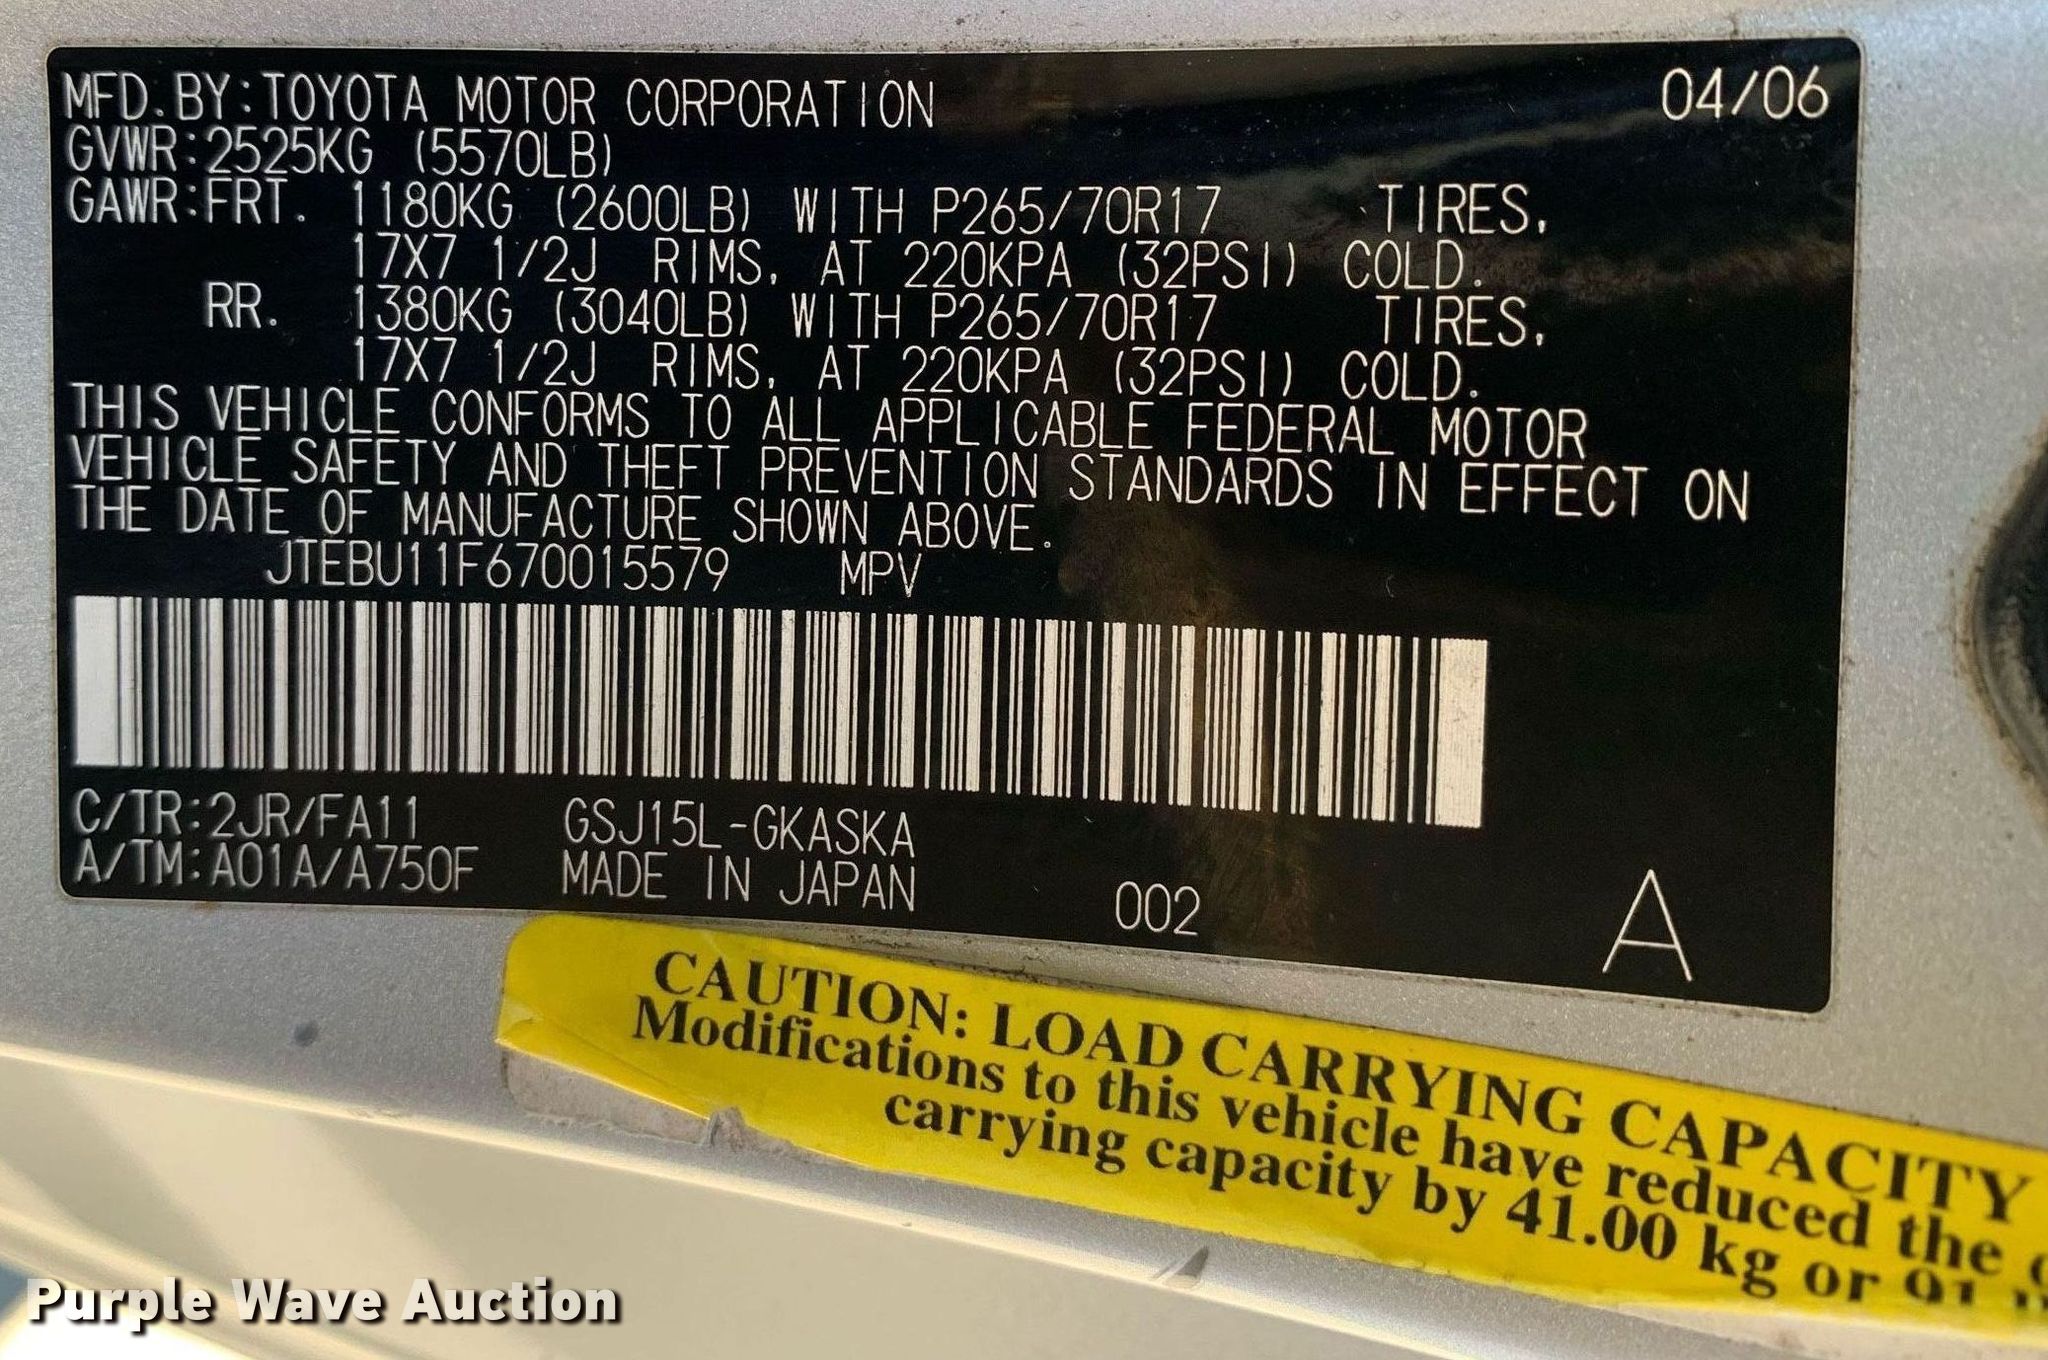 MFD.BY:TOYOTA MOTOR CORPORATION 04/06
GVWR:2525KG (5570LB)
GAWR:FRT. 1180KG (2600LB) WITH P265/70R17 TIRES,
17X7 1/2J RIMS, AT 220KPA (32PSI) COLD.
RR. 1380KG (3040LB) WITH P265/70R17 TIRES,
17X7 1/2J RIMS, AT 220KPA (32PSI) COLD.
THIS VEHICLE CONFORMS TO ALL APPLICABLE FEDERAL MOTOR
VEHICLE SAFETY AND THEFT PREVENTION STANDARDS IN EFFECT ON
THE DATE OF MANUFACTURE SHOWN ABOVE.
JTEBU11F670015579 MPV
C/TR:2JR/FA11 GSJ15L-GKASKA
A/TM:A01A/A750F MADE IN JAPAN 002 A
CAUTION: LOAD CARRYING CAPACITY
Modifications to this vehicle have reduced the
carrying capacity by 41.00 kg or 91
Purple Wave Auction